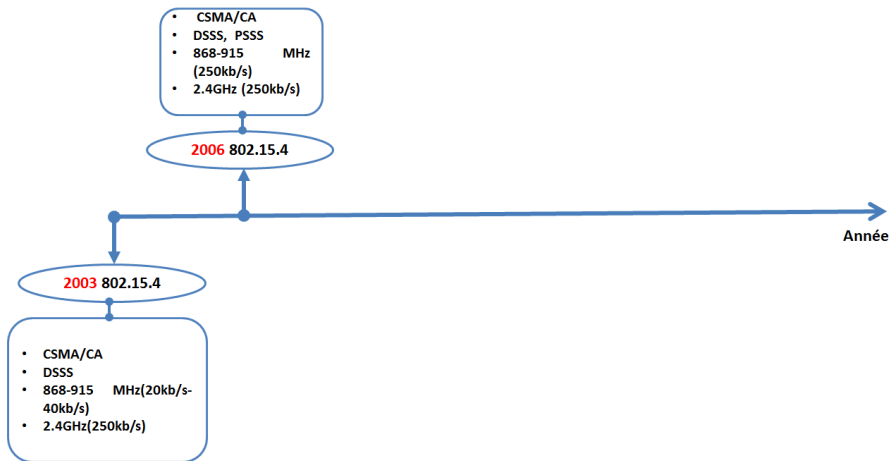 • CSMA/CA
• DSSS, PSSS
• 868-915 MHz
(250kb/s)
• 2.4GHz (250kb/s)
2006 802.15.4
Année
2003 802.15.4
• CSMA/CA
• DSSS
• 868-915 MHz(20kb/s-
40kb/s)
• 2.4GHz(250kb/s)